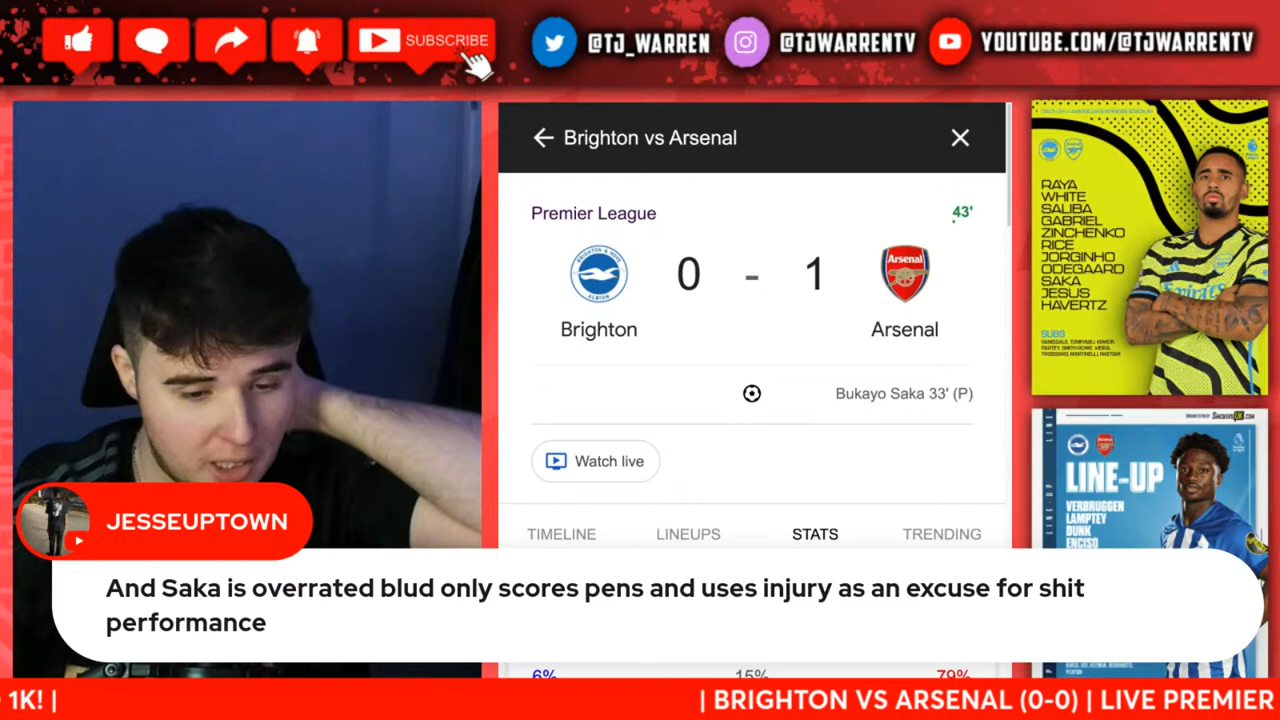 SUBSCRIBE
@TJ_WARREN
@TJWARRENTV
YOUTUBE.COM/@TJWARRENTV
Brighton vs Arsenal
Premier League
43'
0 - 1
Arsenal
Brighton
Arsenal
Bukayo Saka 33' (P)
Watch live
TIMELINE
LINEUPS
STATS
TRENDING
6%
15%
79%
RAYA
WHITE
SALIBA
GABRIEL
ZINCHENKO
RICE
JORGINHO
ODEGAARD
SAKA
JESUS
HAVERTZ
SUBS
LINE-UP
VERBRUGGEN
LAMPTEY
DUNK
ENCISO
JESSEUPTOWN
And Saka is overrated blud only scores pens and uses injury as an excuse for shit
performance
1K! |
| BRIGHTON VS ARSENAL (0-0) | LIVE PREMIER